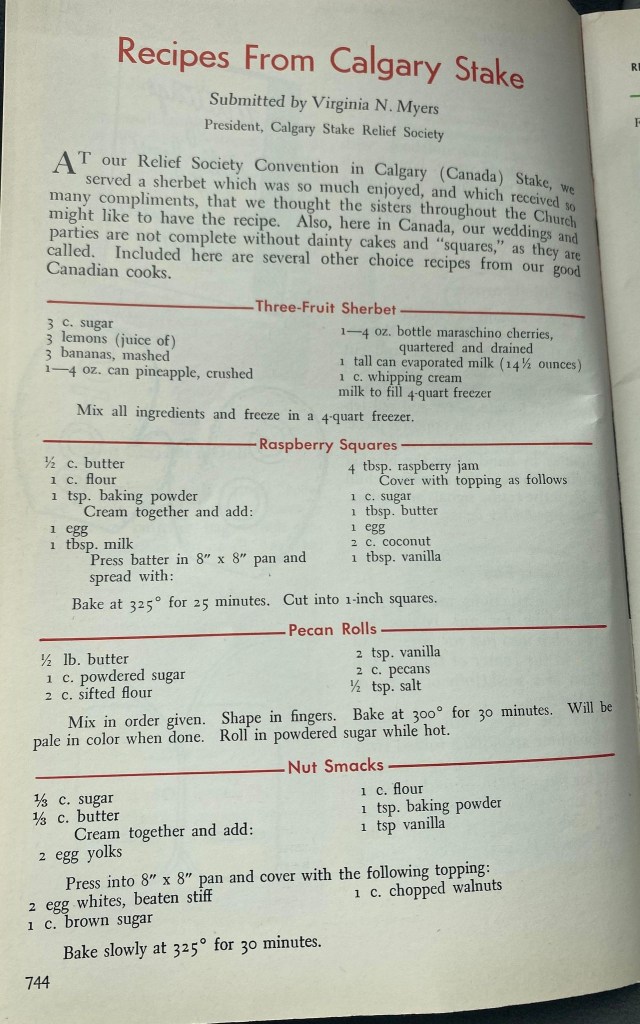 Recipes From Calgary Stake
Submitted by Virginia N. Myers
President, Calgary Stake Relief Society
AT our Relief Society Convention in Calgary (Canada) Stake, we
served a sherbet which was so much enjoyed, and which received so
many compliments, that we thought the sisters throughout the Church
might like to have the recipe. Also, here in Canada, our weddings and
parties are not complete without dainty cakes and "squares," as they are
called. Included here are several other choice recipes from our good
Canadian cooks.
Three-Fruit Sherbet
3 c. sugar
3 lemons (juice of)
3 bananas, mashed
1—4 oz. can pineapple, crushed
1—4 oz. bottle maraschino cherries,
quartered and drained
1 tall can evaporated milk (14½ ounces)
1 c. whipping cream
milk to fill 4-quart freezer
Mix all ingredients and freeze in a 4-quart freezer.
Raspberry Squares
½ c. butter
1 c. flour
1 tsp. baking powder
Cream together and add:
1 egg
1 tbsp. milk
Press batter in 8" x 8" pan and
spread with:
4 tbsp. raspberry jam
Cover with topping as follows
1 c. sugar
1 tbsp. butter
1 egg
2 c. coconut
1 tbsp. vanilla
Bake at 325° for 25 minutes. Cut into 1-inch squares.
Pecan Rolls
½ lb. butter
1 c. powdered sugar
2 c. sifted flour
2 tsp. vanilla
2 c. pecans
½ tsp. salt
Mix in order given. Shape in fingers. Bake at 300° for 30 minutes. Will be
pale in color when done. Roll in powdered sugar while hot.
Nut Smacks
⅓ c. sugar
⅓ c. butter
Cream together and add:
2 egg yolks
1 c. flour
1 tsp. baking powder
1 tsp vanilla
Press into 8" x 8" pan and cover with the following topping:
2 egg whites, beaten stiff
1 c. brown sugar
1 c. chopped walnuts
Bake slowly at 325° for 30 minutes.
744